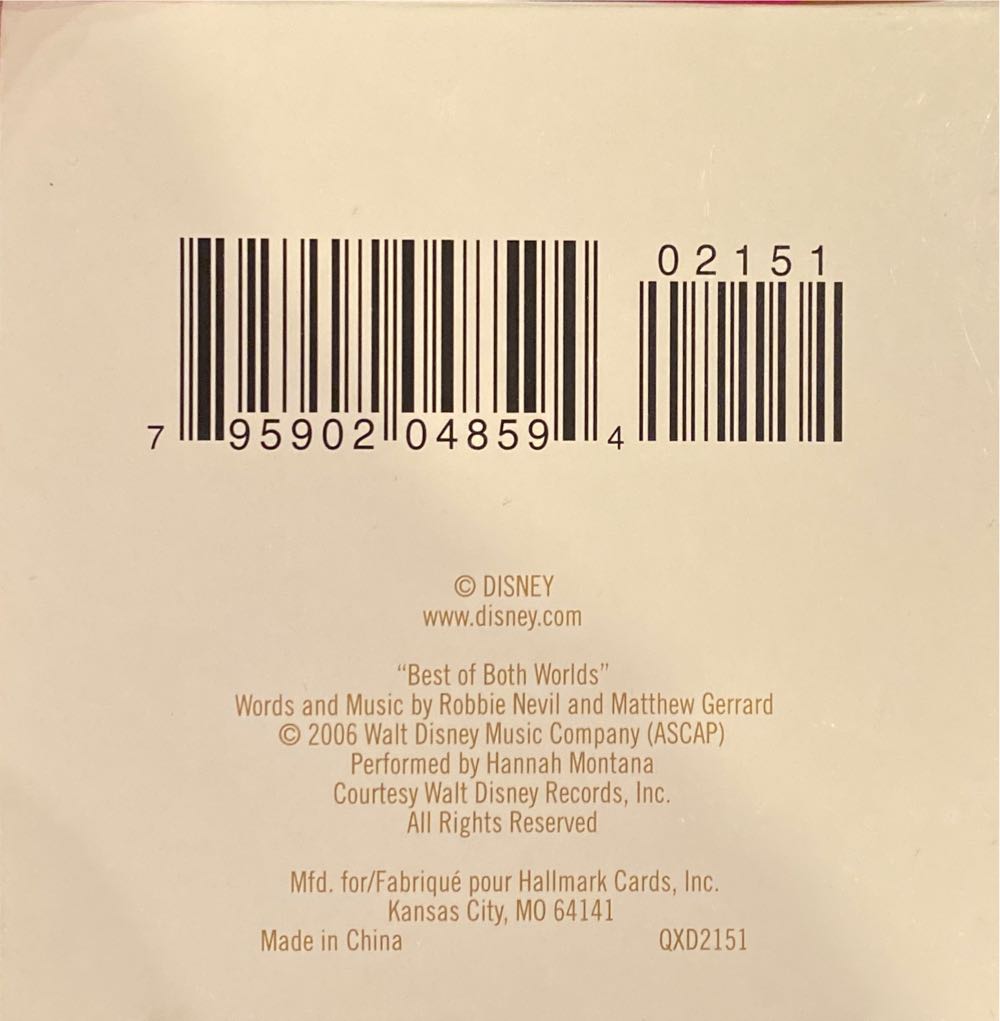 02151
7 95902 04859 4
© DISNEY
www.disney.com
“Best of Both Worlds”
Words and Music by Robbie Nevil and Matthew Gerrard
© 2006 Walt Disney Music Company (ASCAP)
Performed by Hannah Montana
Courtesy Walt Disney Records, Inc.
All Rights Reserved
Mfd. for/Fabriqué pour Hallmark Cards, Inc.
Kansas City, MO 64141
Made in China QXD2151